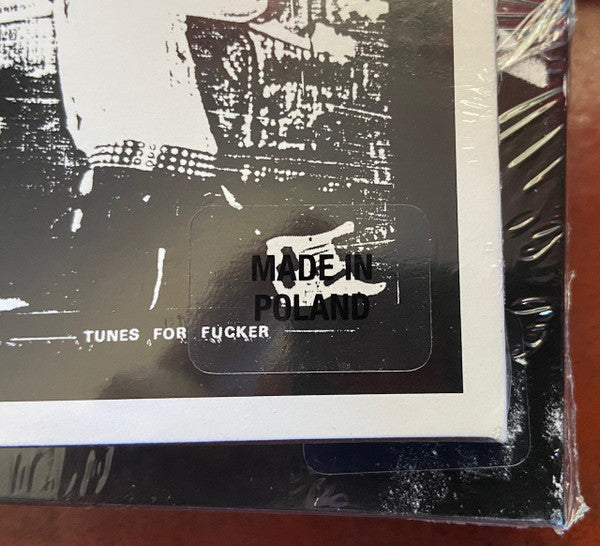 MADE IN
POLAND
TUNES FOR FUCKER